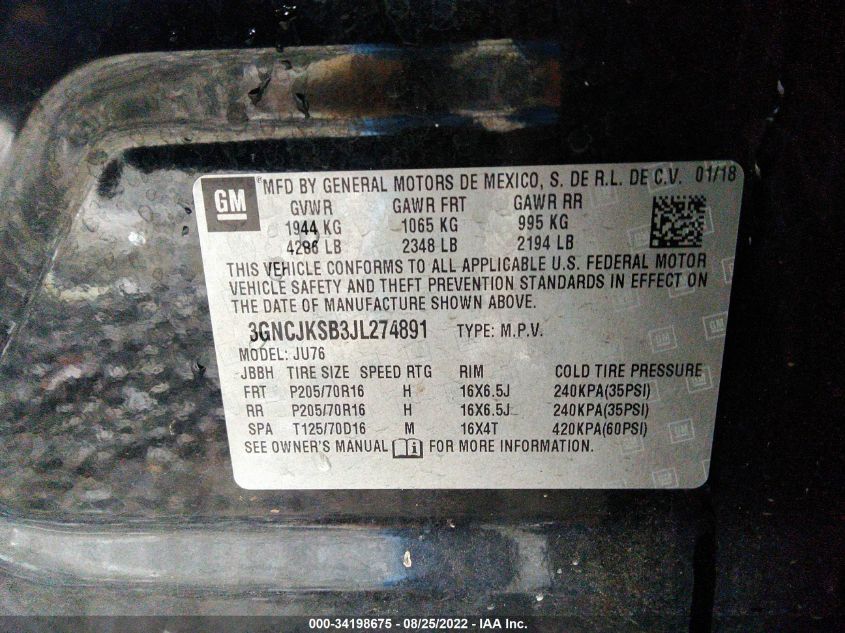 GM ® MFD BY GENERAL MOTORS DE MEXICO, S. DE R.L. DE C.V. 01/18
GVWR GAWR FRT GAWR RR
1944 KG 1065 KG 995 KG
4286 LB 2348 LB 2194 LB
THIS VEHICLE CONFORMS TO ALL APPLICABLE U.S. FEDERAL MOTOR
VEHICLE SAFETY AND THEFT PREVENTION STANDARDS IN EFFECT ON
THE DATE OF MANUFACTURE SHOWN ABOVE.
3GNCJKSB3JL274891 TYPE: M.P.V.
MODEL: JU76
JBBH TIRE SIZE SPEED RTG RIM COLD TIRE PRESSURE
FRT P205/70R16 H 16X6.5J 240KPA(35PSI)
RR P205/70R16 H 16X6.5J 240KPA(35PSI)
SPA T125/70D16 M 16X4T 420KPA(60PSI)
SEE OWNER'S MANUAL FOR MORE INFORMATION.
000-34198675 - 08/25/2022 - IAA Inc.